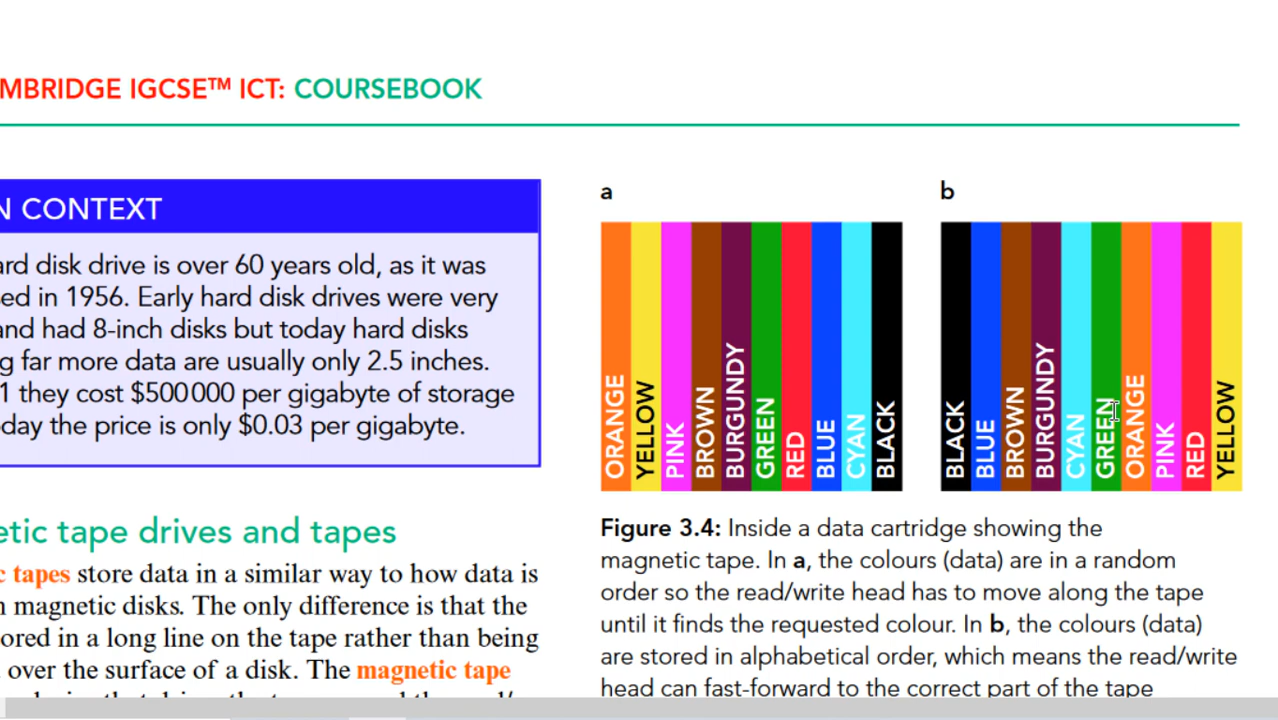 MBRIDGE IGCSE™ ICT: COURSEBOOK
N CONTEXT
ard disk drive is over 60 years old, as it was
ed in 1956. Early hard disk drives were very
and had 8-inch disks but today hard disks
g far more data are usually only 2.5 inches.
1 they cost $500 000 per gigabyte of storage
day the price is only $0.03 per gigabyte.
etic tape drives and tapes
c tapes store data in a similar way to how data is
n magnetic disks. The only difference is that the
ored in a long line on the tape rather than being
over the surface of a disk. The magnetic tape
a
ORANGE
YELLOW
PINK
BROWN
BURGUNDY
GREEN
RED
BLUE
CYAN
BLACK
b
BLACK
BLUE
BROWN
BURGUNDY
CYAN
GREEN
ORANGE
PINK
RED
YELLOW
Figure 3.4: Inside a data cartridge showing the
magnetic tape. In a, the colours (data) are in a random
order so the read/write head has to move along the tape
until it finds the requested colour. In b, the colours (data)
are stored in alphabetical order, which means the read/write
head can fast-forward to the correct part of the tape